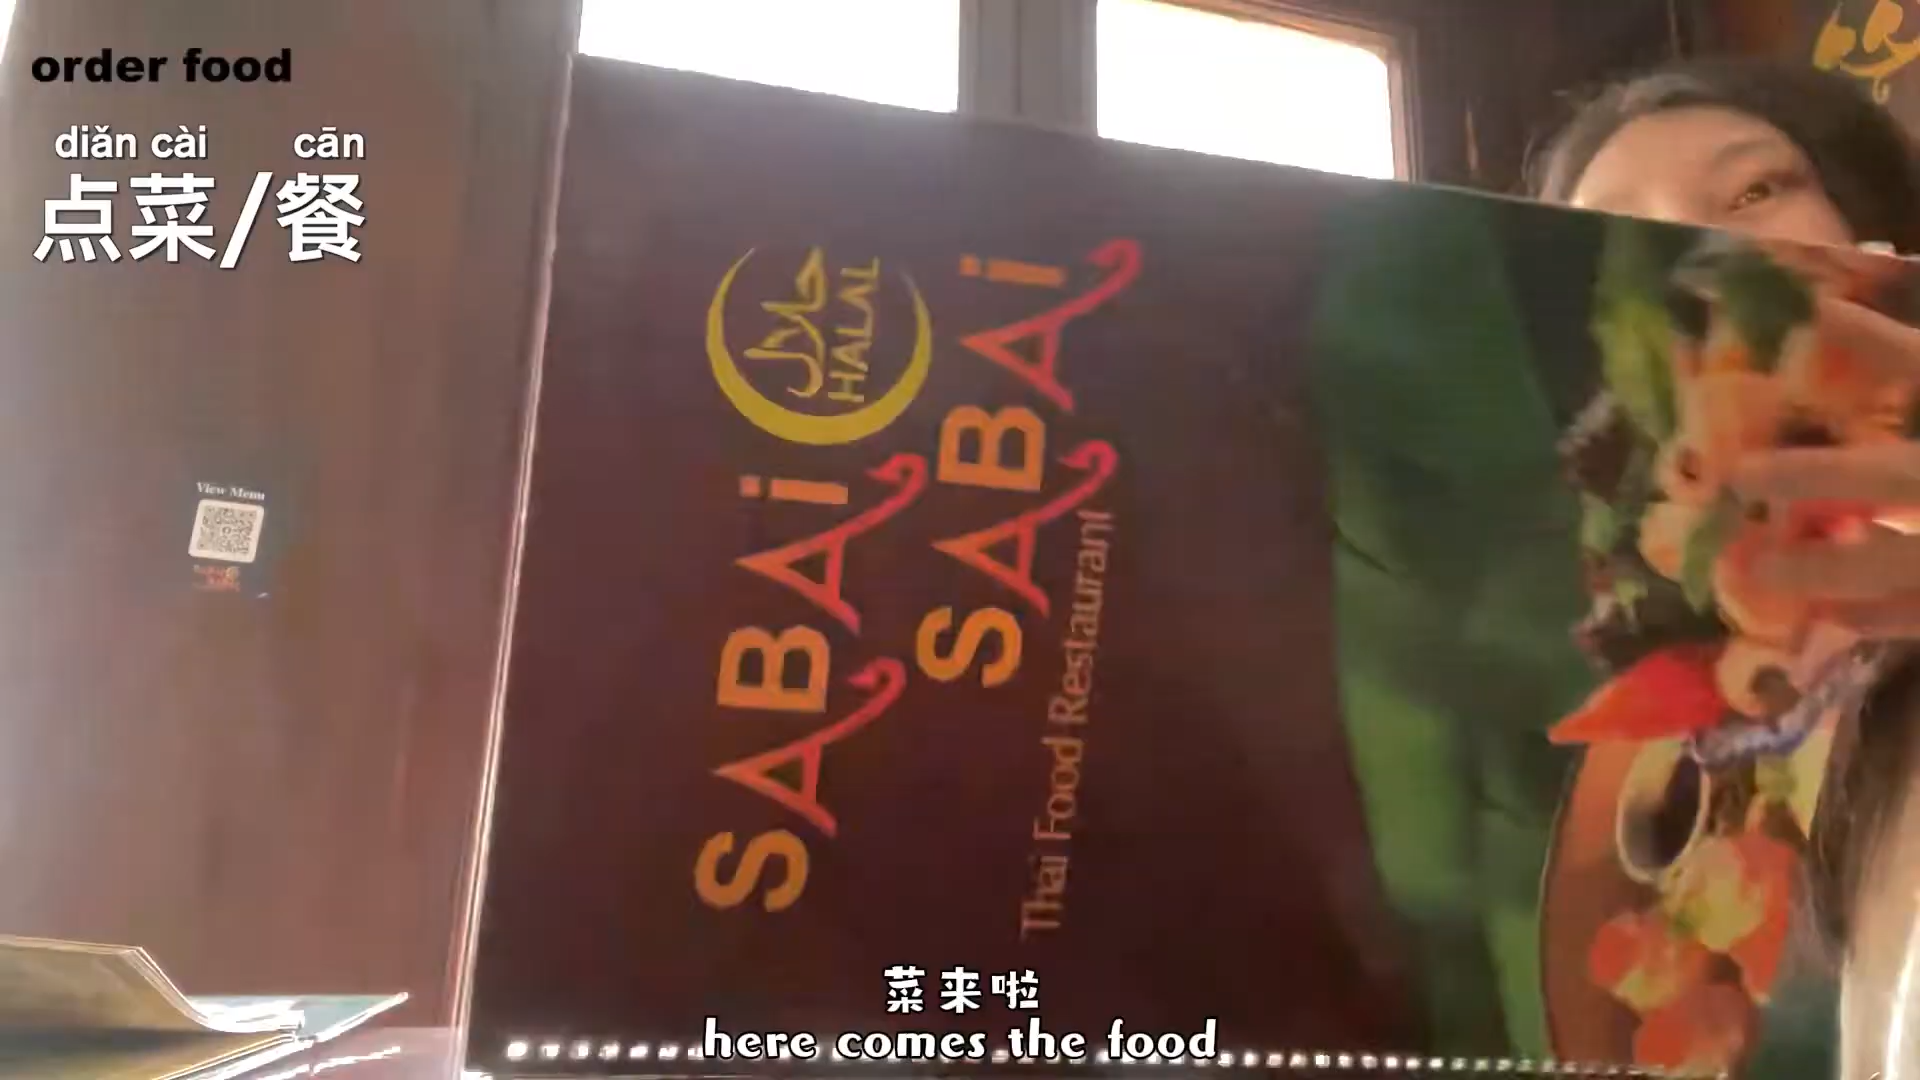 order food
diǎn cài cān
点菜/餐
View Menu
حلال
HALAL
SABAi
SABAi
Thai Food Restaurant
菜来啦
here comes the food